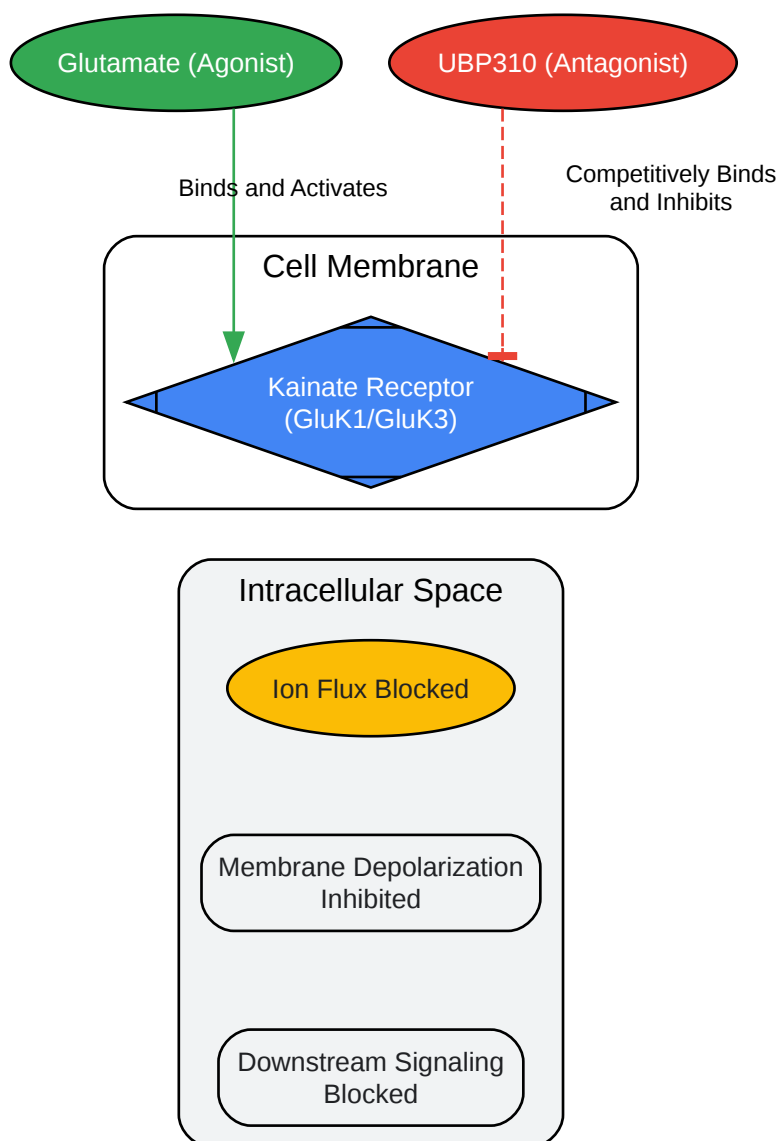 Glutamate (Agonist)
UBP310 (Antagonist)
Binds and Activates
Competitively Binds
and Inhibits
Cell Membrane
Kainate Receptor
(GluK1/GluK3)
Intracellular Space
Ion Flux Blocked
Membrane Depolarization
Inhibited
Downstream Signaling
Blocked